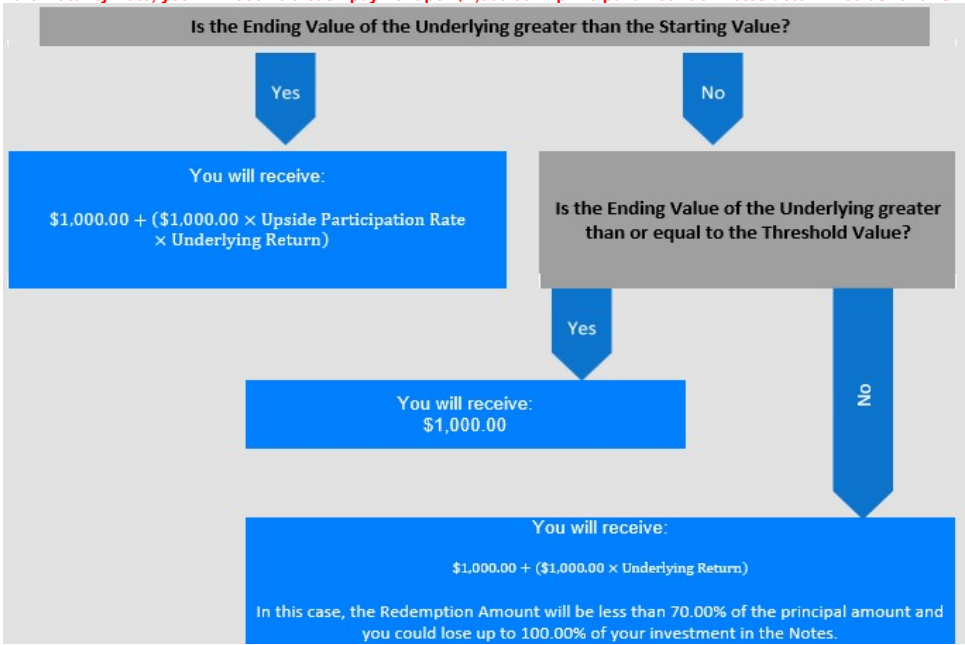 Is the Ending Value of the Underlying greater than the Starting Value?
Yes
No
You will receive:
$1,000.00 + ($1,000.00 × Upside Participation Rate
× Underlying Return)
Is the Ending Value of the Underlying greater
than or equal to the Threshold Value?
Yes
No
You will receive:
$1,000.00
You will receive:
$1,000.00 + ($1,000.00 × Underlying Return)
In this case, the Redemption Amount will be less than 70.00% of the principal amount and
you could lose up to 100.00% of your investment in the Notes.